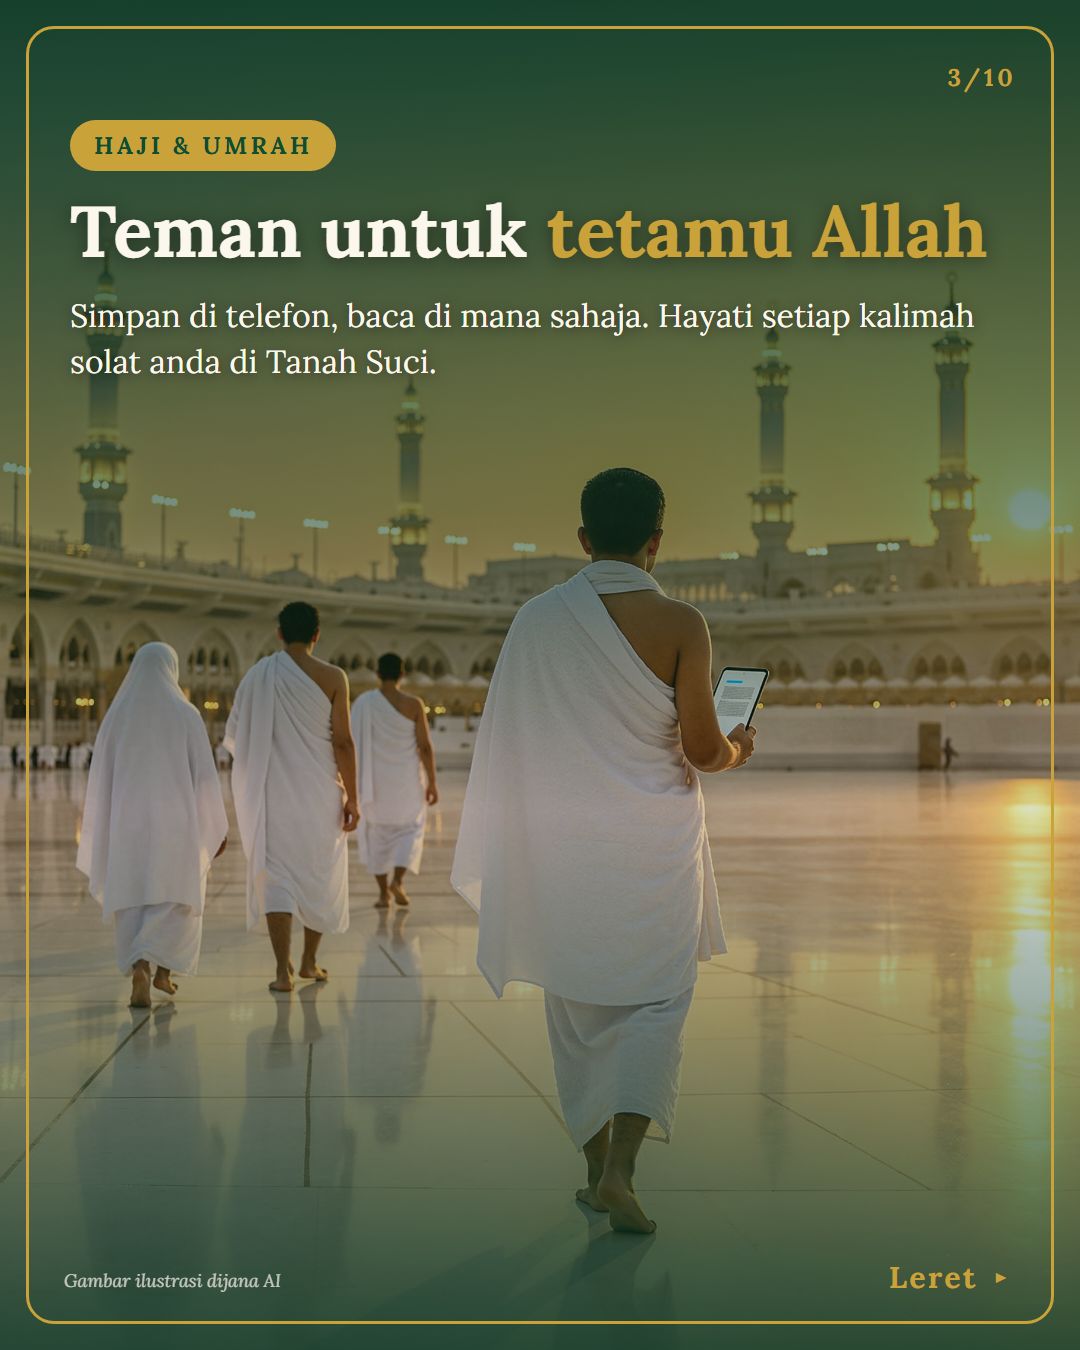 3/10
HAJI & UMRAH
Teman untuk tetamu Allah
Simpan di telefon, baca di mana sahaja. Hayati setiap kalimah
solat anda di Tanah Suci.
Gambar ilustrasi dijana AI
Leret ►